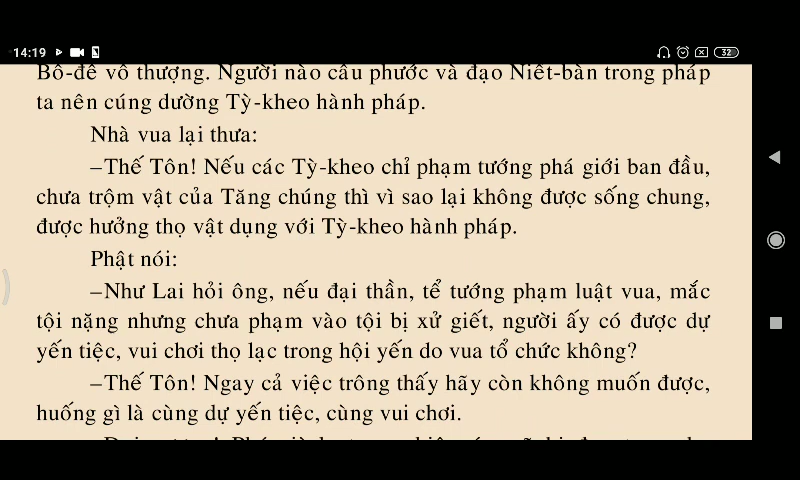 14:19
32
Bồ-đề vô thượng. Người nào cầu phước và đạo Niết-bàn trong pháp
ta nên cúng dường Tỳ-kheo hành pháp.
Nhà vua lại thưa:
–Thế Tôn! Nếu các Tỳ-kheo chỉ phạm tướng phá giới ban đầu,
chưa trộm vật của Tăng chúng thì vì sao lại không được sống chung,
được hưởng thọ vật dụng với Tỳ-kheo hành pháp.
Phật nói:
–Như Lai hỏi ông, nếu đại thần, tể tướng phạm luật vua, mắc
tội nặng nhưng chưa phạm vào tội bị xử giết, người ấy có được dự
yến tiệc, vui chơi thọ lạc trong hội yến do vua tổ chức không?
–Thế Tôn! Ngay cả việc trông thấy hãy còn không muốn được,
huống gì là cùng dự yến tiệc, cùng vui chơi.